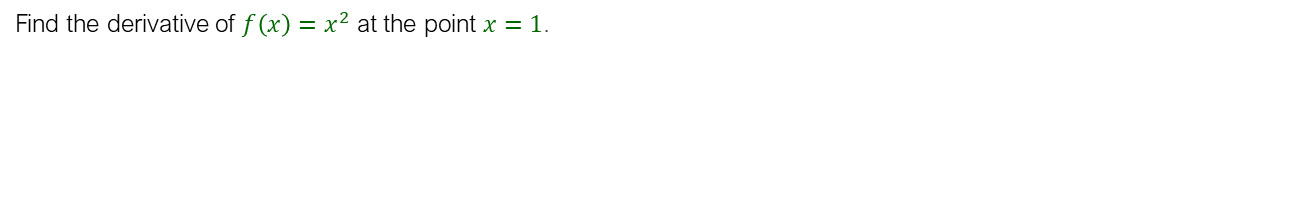 Find the derivative of f(x) = x² at the point x = 1.